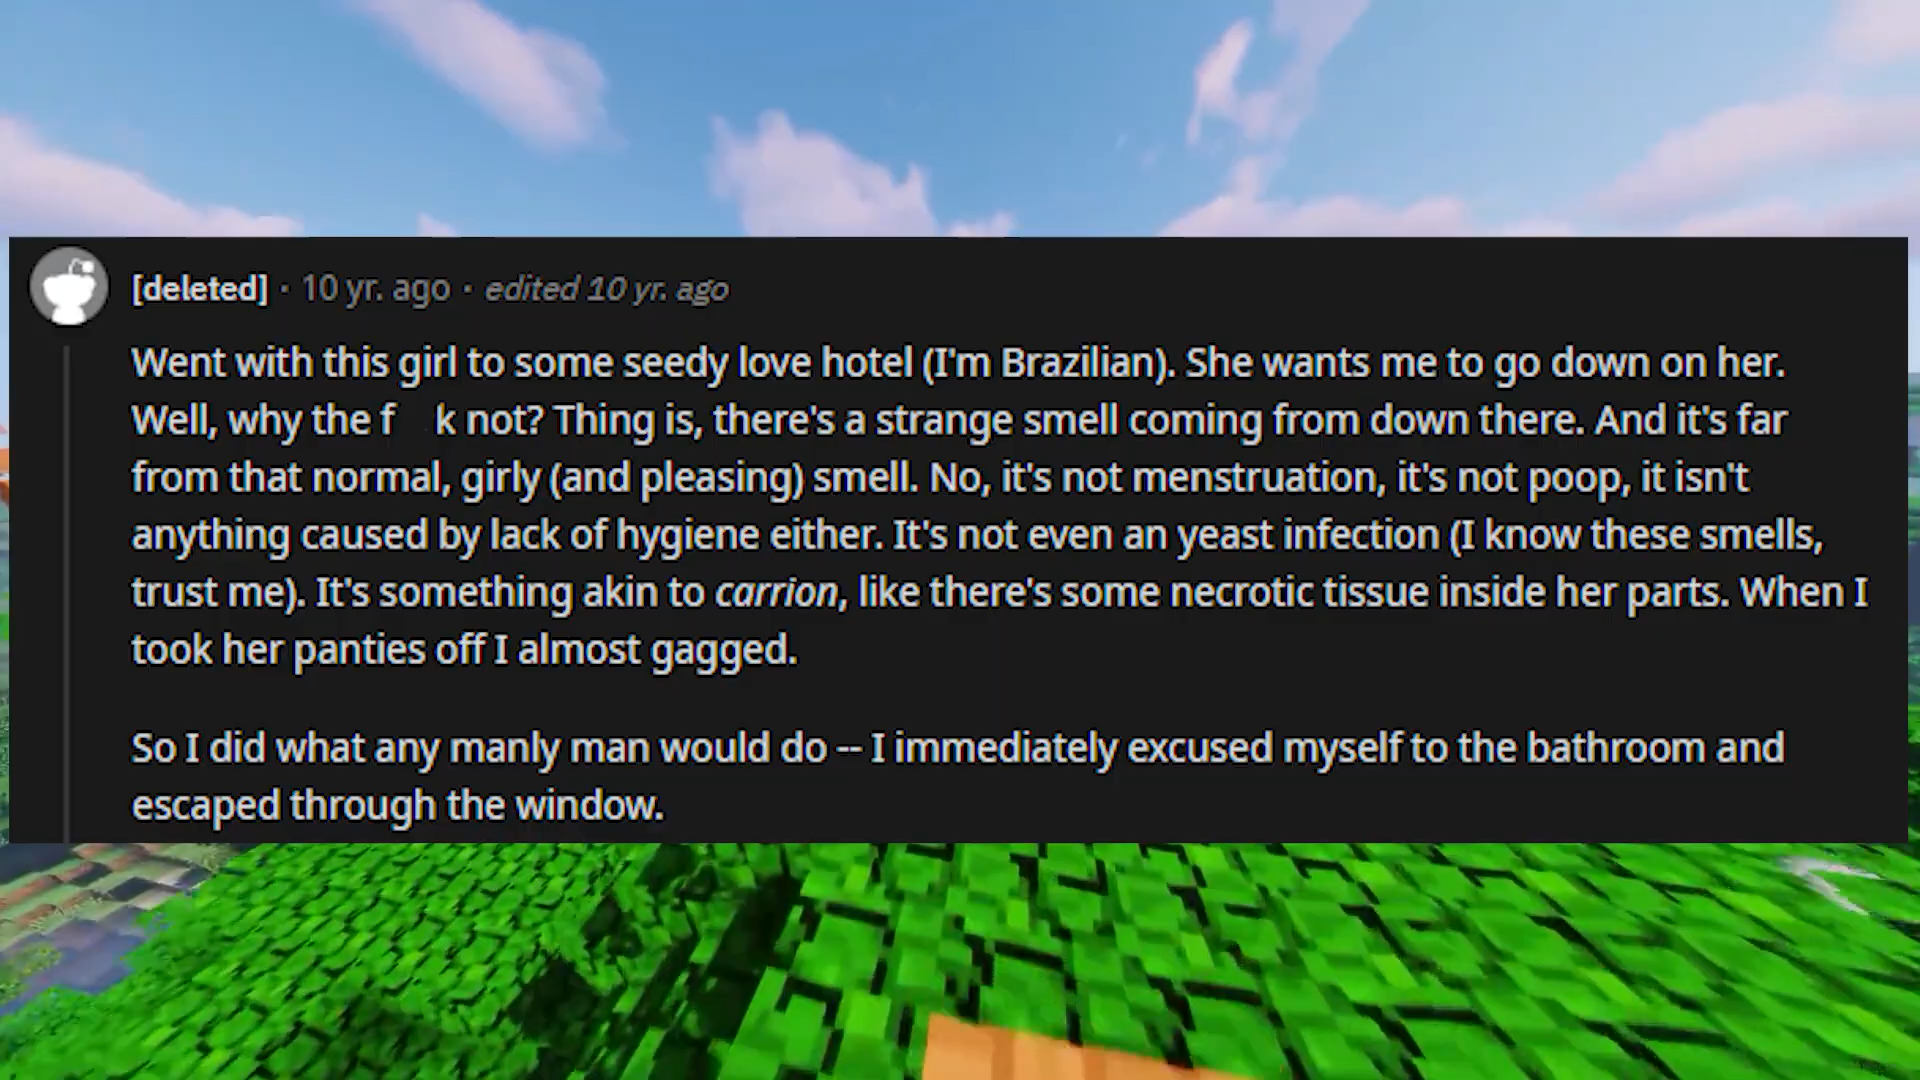 [deleted] · 10 yr. ago · edited 10 yr. ago
Went with this girl to some seedy love hotel (I'm Brazilian). She wants me to go down on her.
Well, why the f k not? Thing is, there's a strange smell coming from down there. And it's far
from that normal, girly (and pleasing) smell. No, it's not menstruation, it's not poop, it isn't
anything caused by lack of hygiene either. It's not even an yeast infection (I know these smells,
trust me). It's something akin to carrion, like there's some necrotic tissue inside her parts. When I
took her panties off I almost gagged.
So I did what any manly man would do -- I immediately excused myself to the bathroom and
escaped through the window.